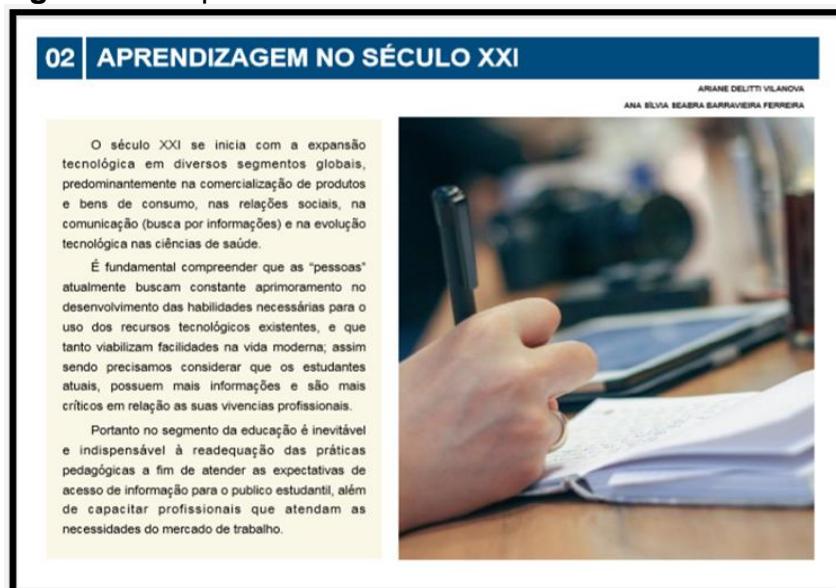 02 APRENDIZAGEM NO SÉCULO XXI
ARIANE DELITTI VILANOVA
ANA SÍLVIA SEABRA BARRAVIEIRA FERREIRA
O século XXI se inicia com a expansão
tecnológica em diversos segmentos globais,
predominantemente na comercialização de produtos
e bens de consumo, nas relações sociais, na
comunicação (busca por informações) e na evolução
tecnológica nas ciências de saúde.
É fundamental compreender que as “pessoas”
atualmente buscam constante aprimoramento no
desenvolvimento das habilidades necessárias para o
uso dos recursos tecnológicos existentes, e que
tanto viabilizam facilidades na vida moderna; assim
sendo precisamos considerar que os estudantes
atuais, possuem mais informações e são mais
críticos em relação as suas vivencias profissionais.
Portanto no segmento da educação é inevitável
e indispensável à readequação das práticas
pedagógicas a fim de atender as expectativas de
acesso de informação para o publico estudantil, além
de capacitar profissionais que atendam as
necessidades do mercado de trabalho.